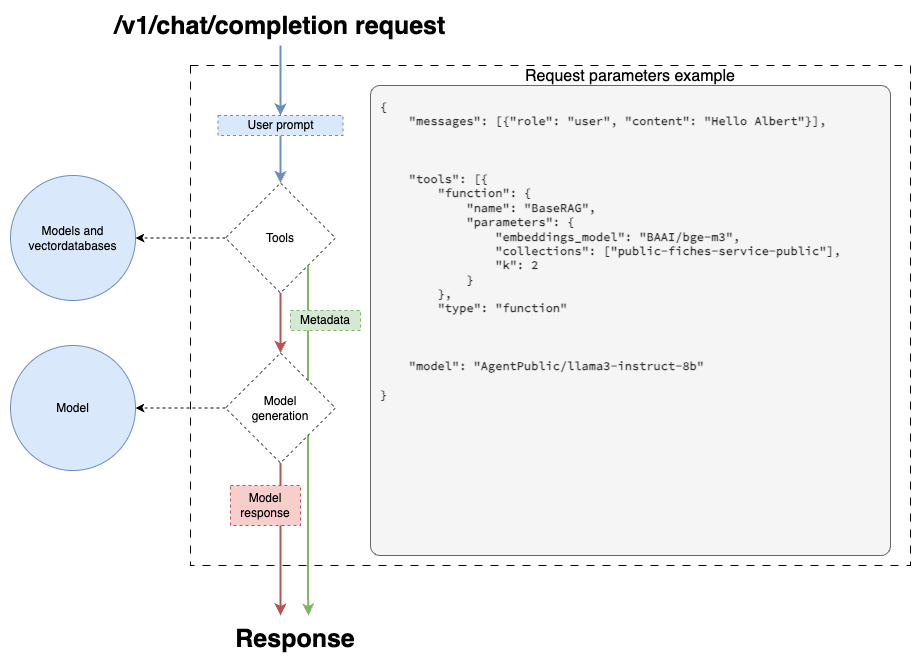 /v1/chat/completion request
Request parameters example
User prompt
{
"messages": [{"role": "user", "content": "Hello Albert"}],
"tools": [{
"function": {
"name": "BaseRAG",
"parameters": {
"embeddings_model": "BAAI/bge-m3",
"collections": ["public-fiches-service-public"],
"k": 2
}
},
"type": "function"
"model": "AgentPublic/llama3-instruct-8b"
}
Models and
vectordatabases
Tools
Metadata
Model
Model
generation
Model
response
Response